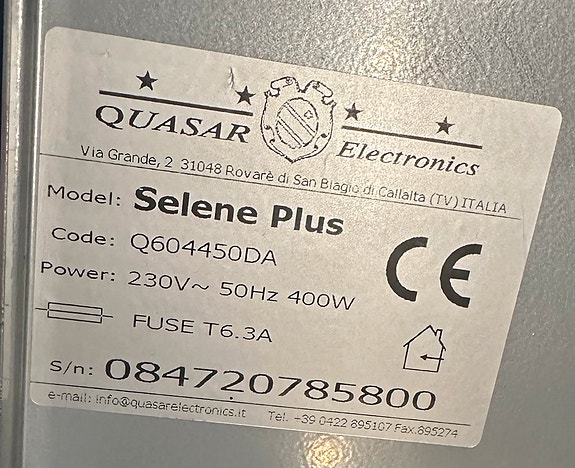 QUASAR Electronics
Via Grande, 2 31048 Rovarè di San Biagio di Callalta (TV) ITALIA
Model: Selene Plus
Code: Q604450DA
CE
Power: 230V~ 50Hz 400W
FUSE T6.3A
S/n: 084720785800
e-mail: info@quasarelectronics.it Tel. +39 0422 895107 Fax.895274